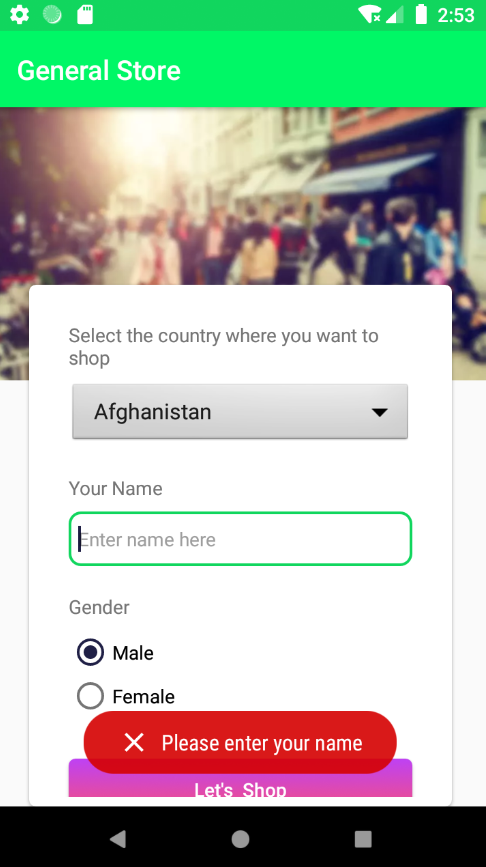 2:53
General Store
Select the country where you want to
shop
Afghanistan
Your Name
Enter name here
Gender
Male
Female
Please enter your name
Let's Shop